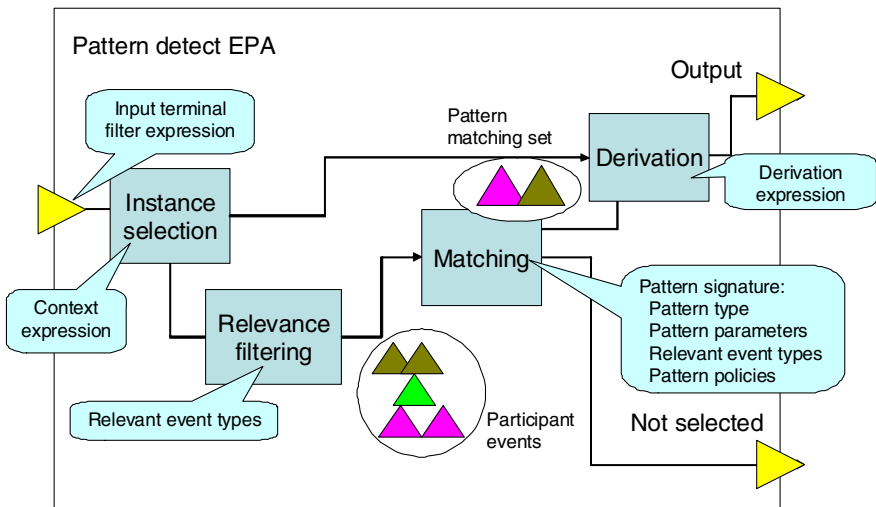 Pattern detect EPA
Output
Input terminal
filter expression
Pattern
matching set
Derivation
Derivation
expression
Instance
selection
Matching
Context
expression
Relevance
filtering
Pattern signature:
Pattern type
Pattern parameters
Relevant event types
Pattern policies
Relevant event types
Participant
events
Not selected